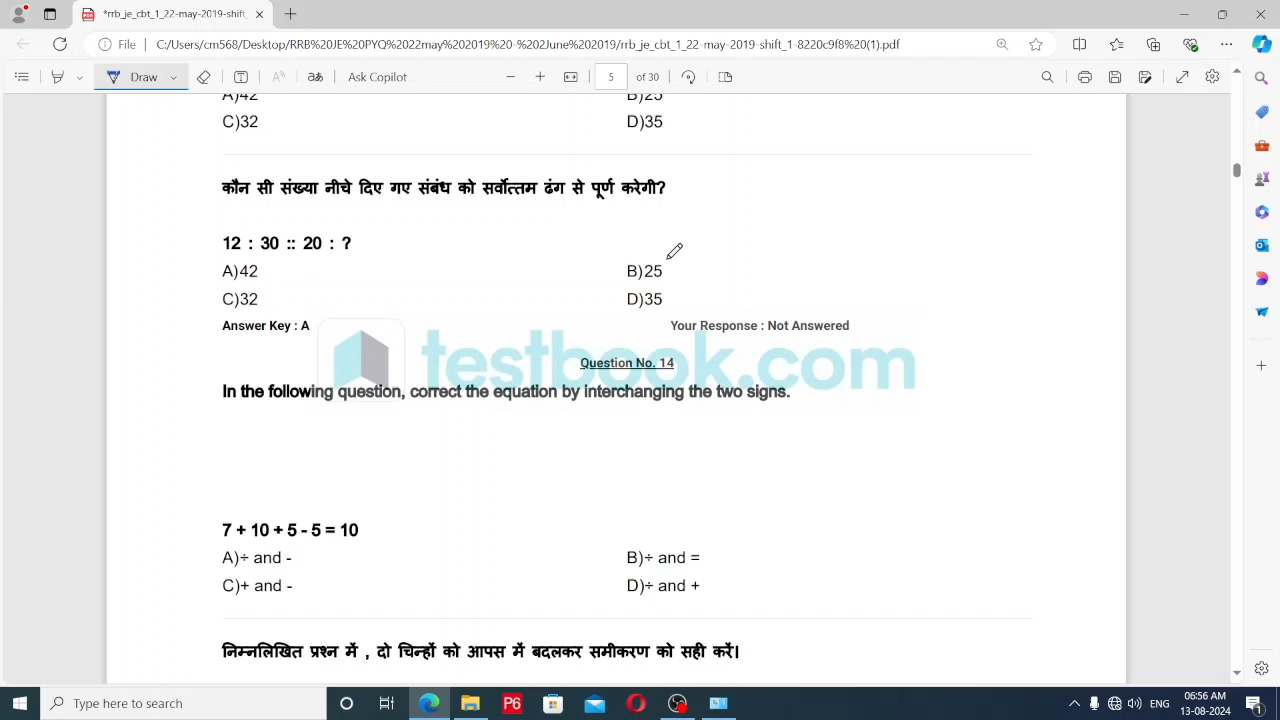 *rrb_je_cbt_1_22-may-2019-shift_1
File
C:/Users/cm568/Desktop/RRB%20JE%20PYQ%2022may%202019%20-%202June%202019/rrb_je_cbt_1_22-may-2019-shift_1-8220c9f8%20(1).pdf
Draw
Ask Copilot
5 of 30
A)42 B)25
C)32 D)35
कौन सी संख्या नीचे दिए गए संबंध को सर्वोत्तम ढंग से पूर्ण करेगी?
12 : 30 :: 20 : ?
A)42 B)25
C)32 D)35
Answer Key : A Your Response : Not Answered
testbook.com
Question No. 14
In the following question, correct the equation by interchanging the two signs.
7 + 10 + 5 - 5 = 10
A)÷ and - B)÷ and =
C)+ and - D)÷ and +
निम्नलिखित प्रश्न में , दो चिन्हों को आपस में बदलकर समीकरण को सही करें।
Type here to search
P6
ENG
06:56 AM
13-08-2024